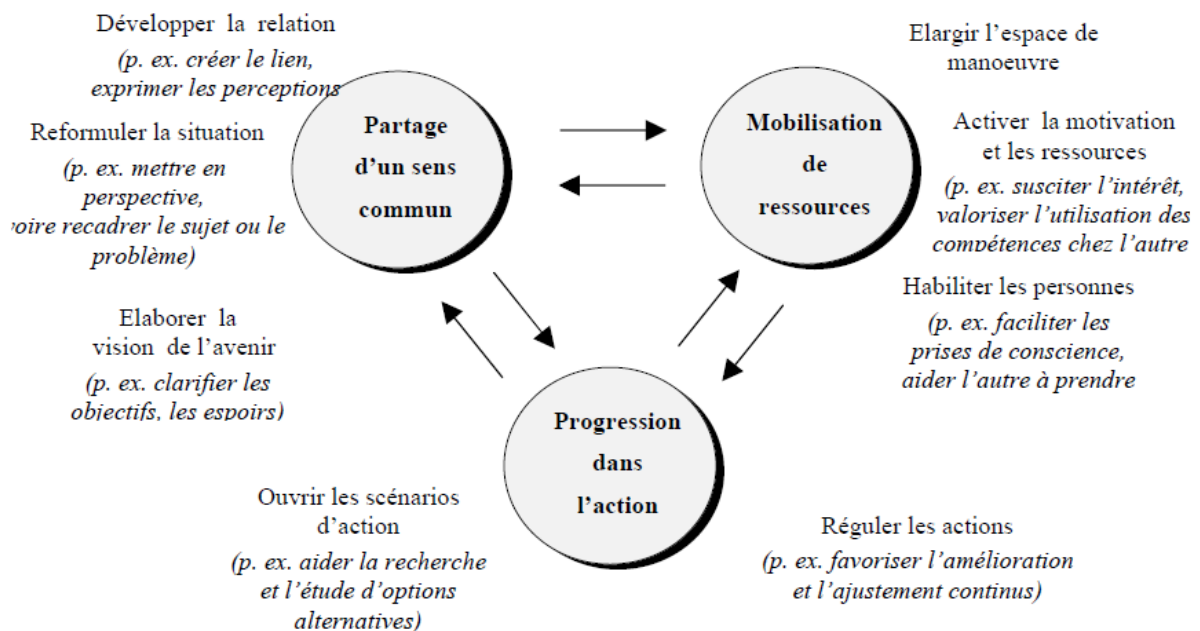 Développer la relation
(p. ex. créer le lien,
exprimer les perceptions
Reformuler la situation
(p. ex. mettre en
perspective,
voire recadrer le sujet ou le
problème)
Elaborer la
vision de l’avenir
(p. ex. clarifier les
objectifs, les espoirs)
Partage
d’un sens
commun
Mobilisation
de
ressources
Elargir l’espace de
manoeuvre
Activer la motivation
et les ressources
(p. ex. susciter l’intérêt,
valoriser l’utilisation des
compétences chez l’autre
Habiliter les personnes
(p. ex. faciliter les
prises de conscience,
aider l’autre à prendre
Progression
dans
l’action
Ouvrir les scénarios
d’action
(p. ex. aider la recherche
et l’étude d’options
alternatives)
Réguler les actions
(p. ex. favoriser l’amélioration
et l’ajustement continus)